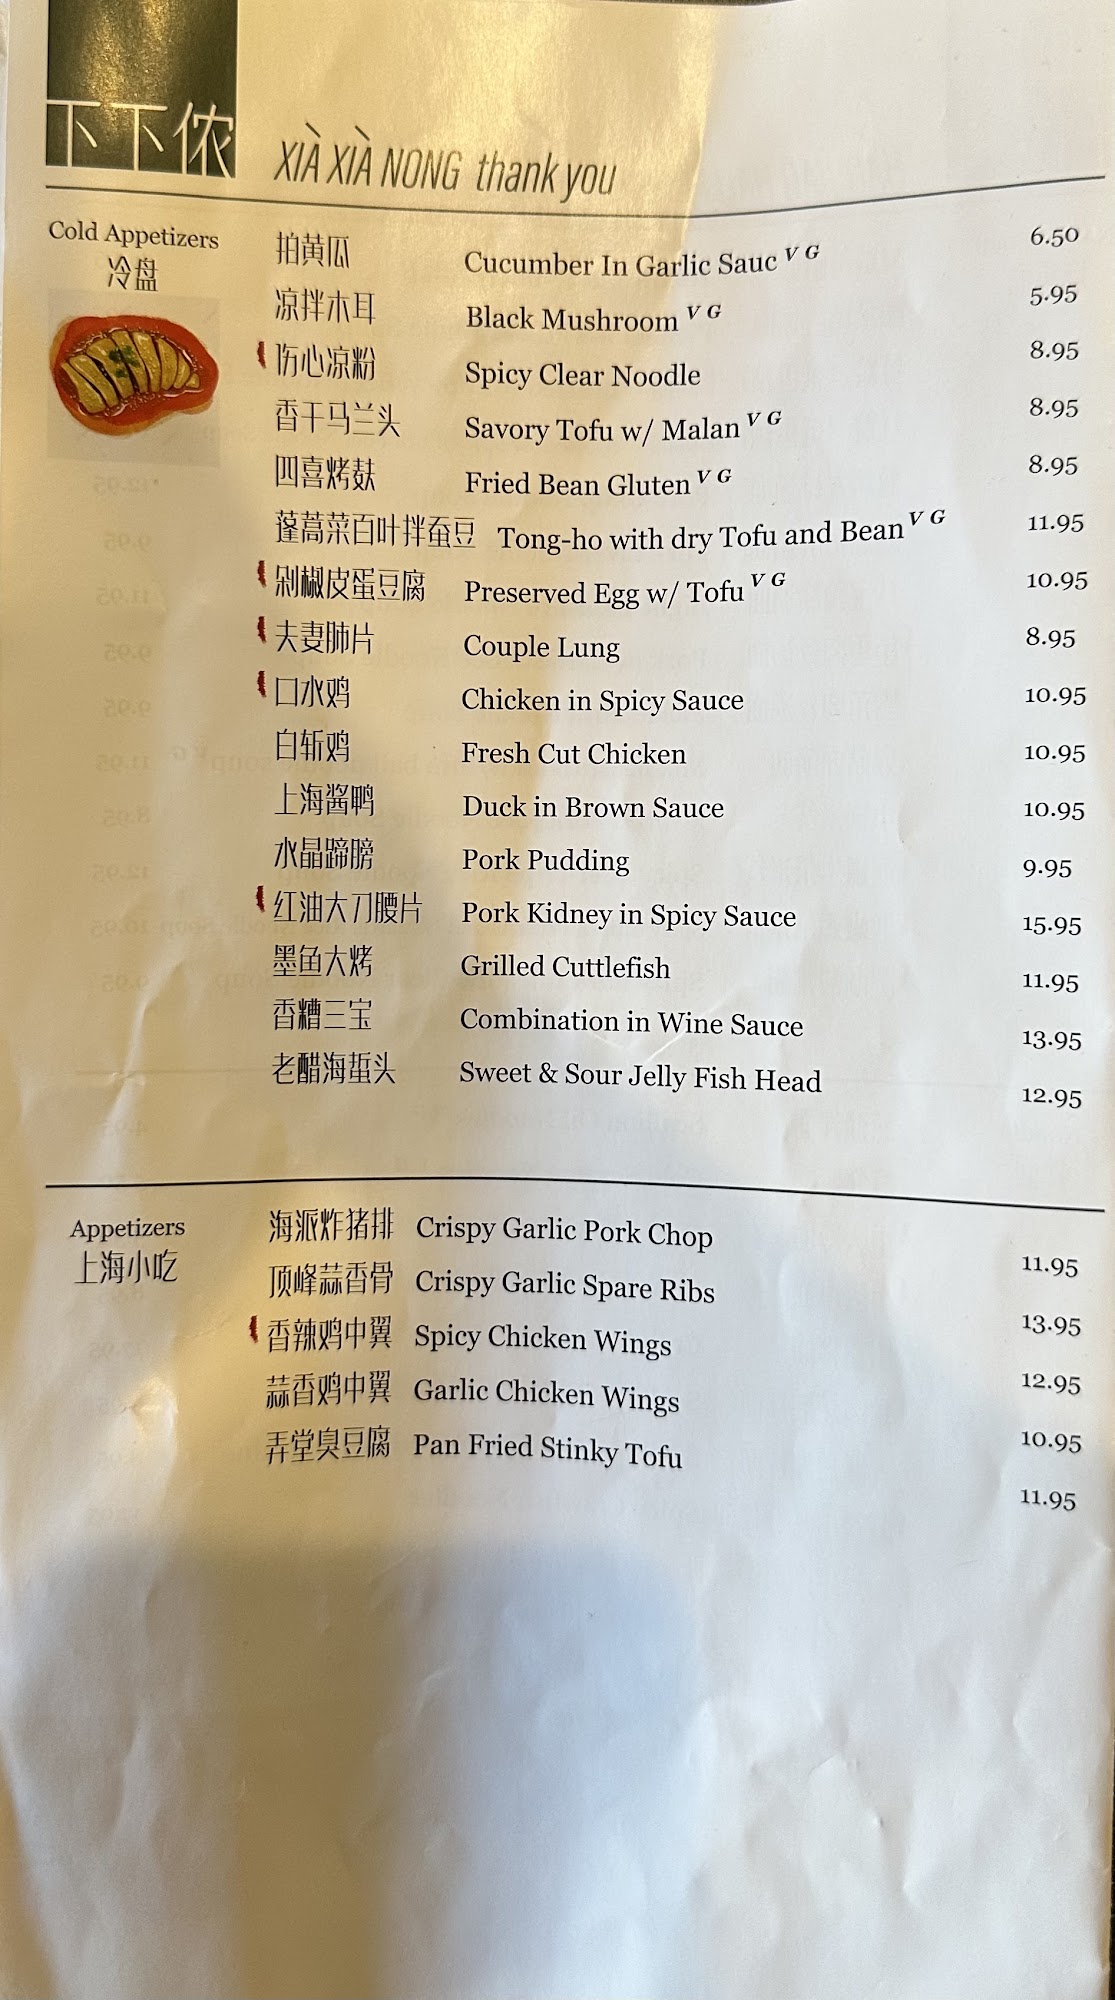 下下侬
XIÀ XIÀ NONG thank you
Cold Appetizers
冷盘
拍黄瓜 Cucumber In Garlic Sauc V G 6.50
凉拌木耳 Black Mushroom V G 5.95
伤心凉粉 Spicy Clear Noodle 8.95
香干马兰头 Savory Tofu w/ Malan V G 8.95
四喜烤麸 Fried Bean Gluten V G 8.95
蓬蒿菜百叶拌蚕豆 Tong-ho with dry Tofu and Bean V G 11.95
剁椒皮蛋豆腐 Preserved Egg w/ Tofu V G 10.95
夫妻肺片 Couple Lung 8.95
口水鸡 Chicken in Spicy Sauce 10.95
白斩鸡 Fresh Cut Chicken 10.95
上海酱鸭 Duck in Brown Sauce 10.95
水晶蹄膀 Pork Pudding 9.95
红油大刀腰片 Pork Kidney in Spicy Sauce 15.95
墨鱼大烤 Grilled Cuttlefish 11.95
香糟三宝 Combination in Wine Sauce 13.95
老醋海蜇头 Sweet & Sour Jelly Fish Head 12.95
Appetizers
上海小吃
海派炸猪排 Crispy Garlic Pork Chop 11.95
顶峰蒜香骨 Crispy Garlic Spare Ribs 13.95
香辣鸡中翼 Spicy Chicken Wings 12.95
蒜香鸡中翼 Garlic Chicken Wings 10.95
弄堂臭豆腐 Pan Fried Stinky Tofu 11.95